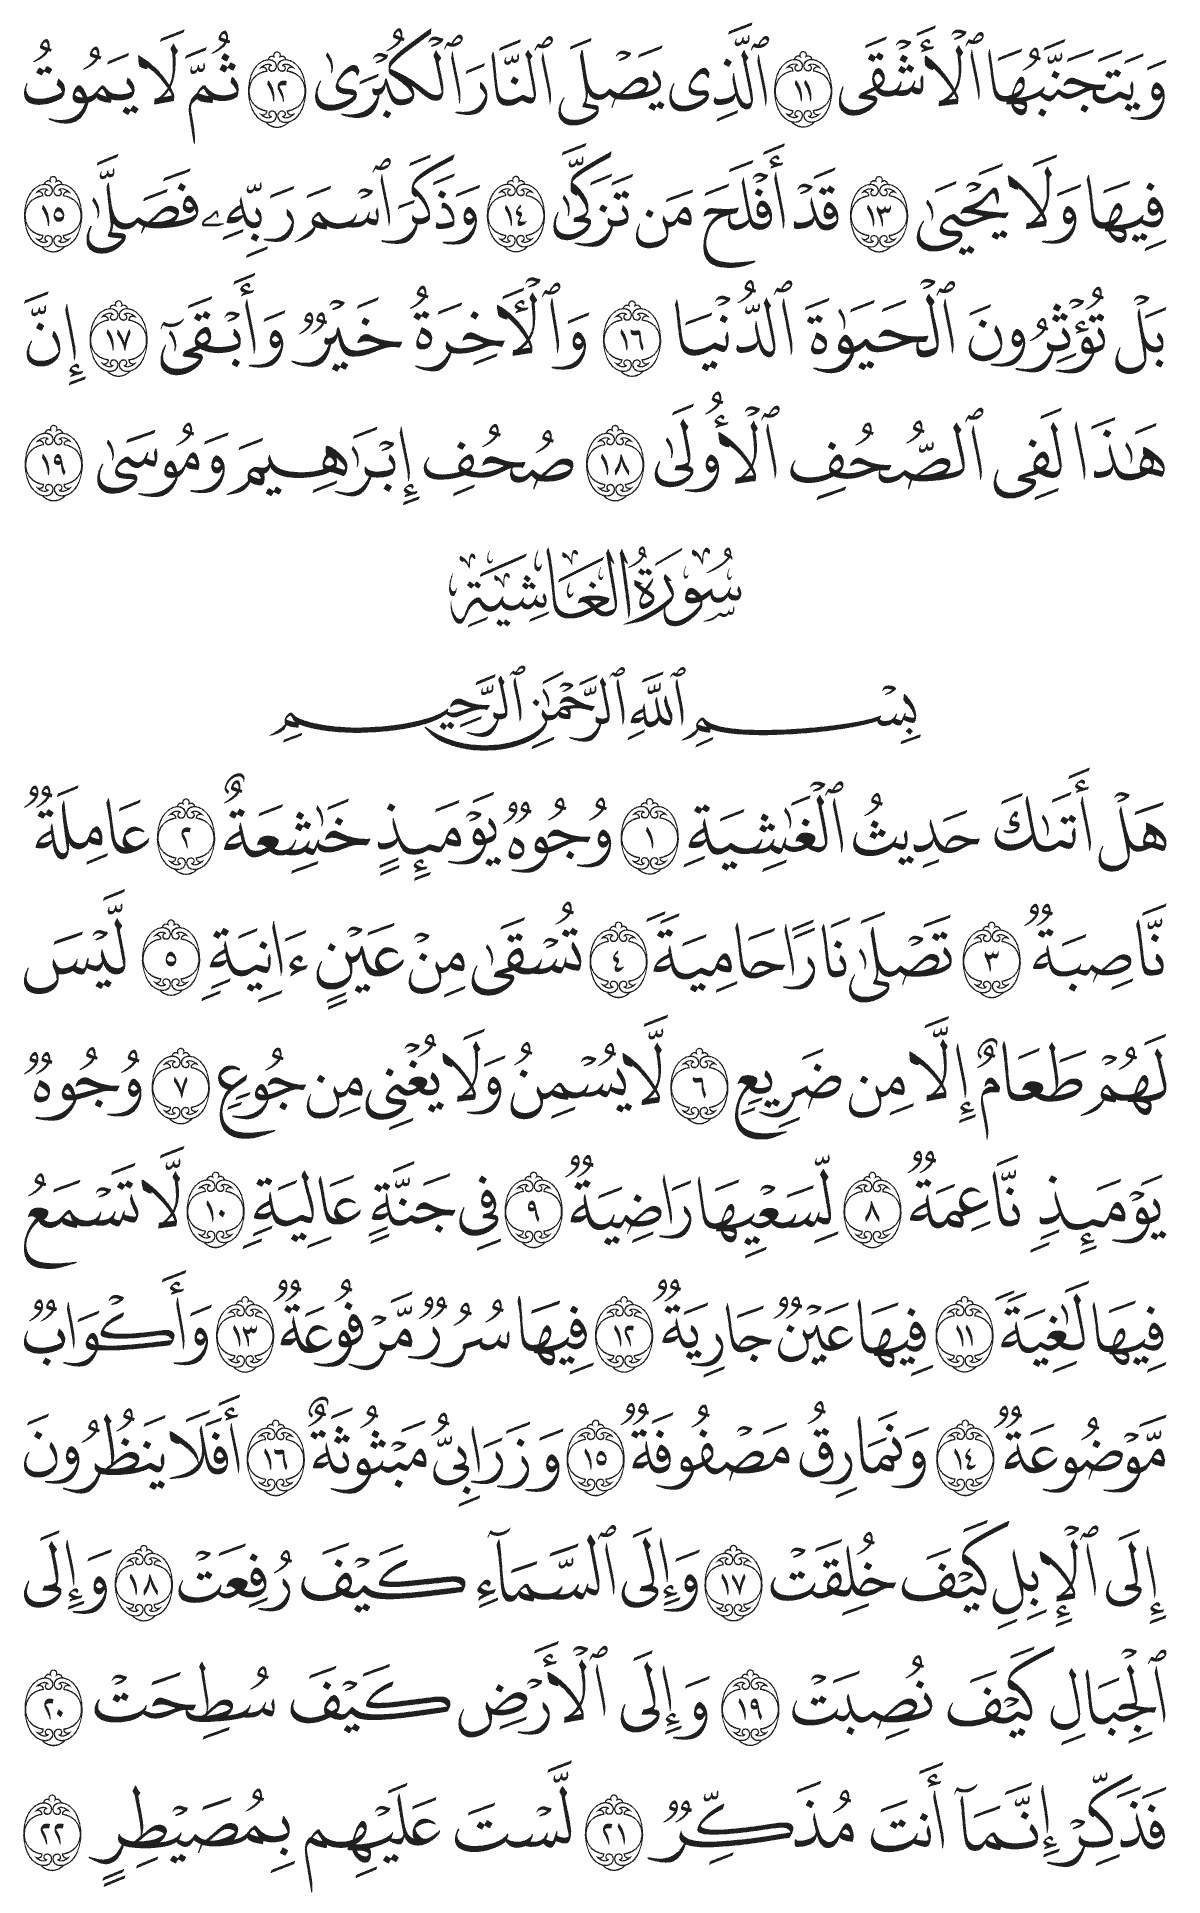 وَيَتَجَنَّبُهَا ٱلْأَشْقَى ١١ ٱلَّذِى يَصْلَى ٱلنَّارَ ٱلْكُبْرَىٰ ١٢ ثُمَّ لَا يَمُوتُ
فِيهَا وَلَا يَحْيَىٰ ١٣ قَدْ أَفْلَحَ مَن تَزَكَّىٰ ١٤ وَذَكَرَ ٱسْمَ رَبِّهِۦ فَصَلَّىٰ ١٥
بَلْ تُؤْثِرُونَ ٱلْحَيَوٰةَ ٱلدُّنْيَا ١٦ وَٱلْأَخِرَةُ خَيْرٌ وَأَبْقَىٰٓ ١٧ إِنَّ
هَٰذَا لَفِى ٱلصُّحُفِ ٱلْأُولَىٰ ١٨ صُحُفِ إِبْرَٰهِيمَ وَمُوسَىٰ ١٩
سُورَةُ الغَاشِيَةِ
بِسْمِ ٱللَّهِ ٱلرَّحْمَٰنِ ٱلرَّحِيمِ
هَلْ أَتَىٰكَ حَدِيثُ ٱلْغَٰشِيَةِ ١ وُجُوهٌ يَوْمَئِذٍ خَٰشِعَةٌ ٢ عَامِلَةٌ
نَّاصِبَةٌ ٣ تَصْلَىٰ نَارًا حَامِيَةً ٤ تُسْقَىٰ مِنْ عَيْنٍ ءَانِيَةٍ ٥ لَّيْسَ
لَهُمْ طَعَامٌ إِلَّا مِن ضَرِيعٍ ٦ لَّا يُسْمِنُ وَلَا يُغْنِى مِن جُوعٍ ٧ وُجُوهٌ
يَوْمَئِذٍ نَّاعِمَةٌ ٨ لِّسَعْيِهَا رَاضِيَةٌ ٩ فِى جَنَّةٍ عَالِيَةٍ ١٠ لَّا تَسْمَعُ
فِيهَا لَٰغِيَةً ١١ فِيهَا عَيْنٌ جَارِيَةٌ ١٢ فِيهَا سُرُرٌ مَّرْفُوعَةٌ ١٣ وَأَكْوَابٌ
مَّوْضُوعَةٌ ١٤ وَنَمَارِقُ مَصْفُوفَةٌ ١٥ وَزَرَابِىُّ مَبْثُوثَةٌ ١٦ أَفَلَا يَنظُرُونَ
إِلَى ٱلْإِبِلِ كَيْفَ خُلِقَتْ ١٧ وَإِلَى ٱلسَّمَآءِ كَيْفَ رُفِعَتْ ١٨ وَإِلَى
ٱلْجِبَالِ كَيْفَ نُصِبَتْ ١٩ وَإِلَى ٱلْأَرْضِ كَيْفَ سُطِحَتْ ٢٠
فَذَكِّرْ إِنَّمَآ أَنتَ مُذَكِّرٌ ٢١ لَّسْتَ عَلَيْهِم بِمُصَيْطِرٍ ٢٢